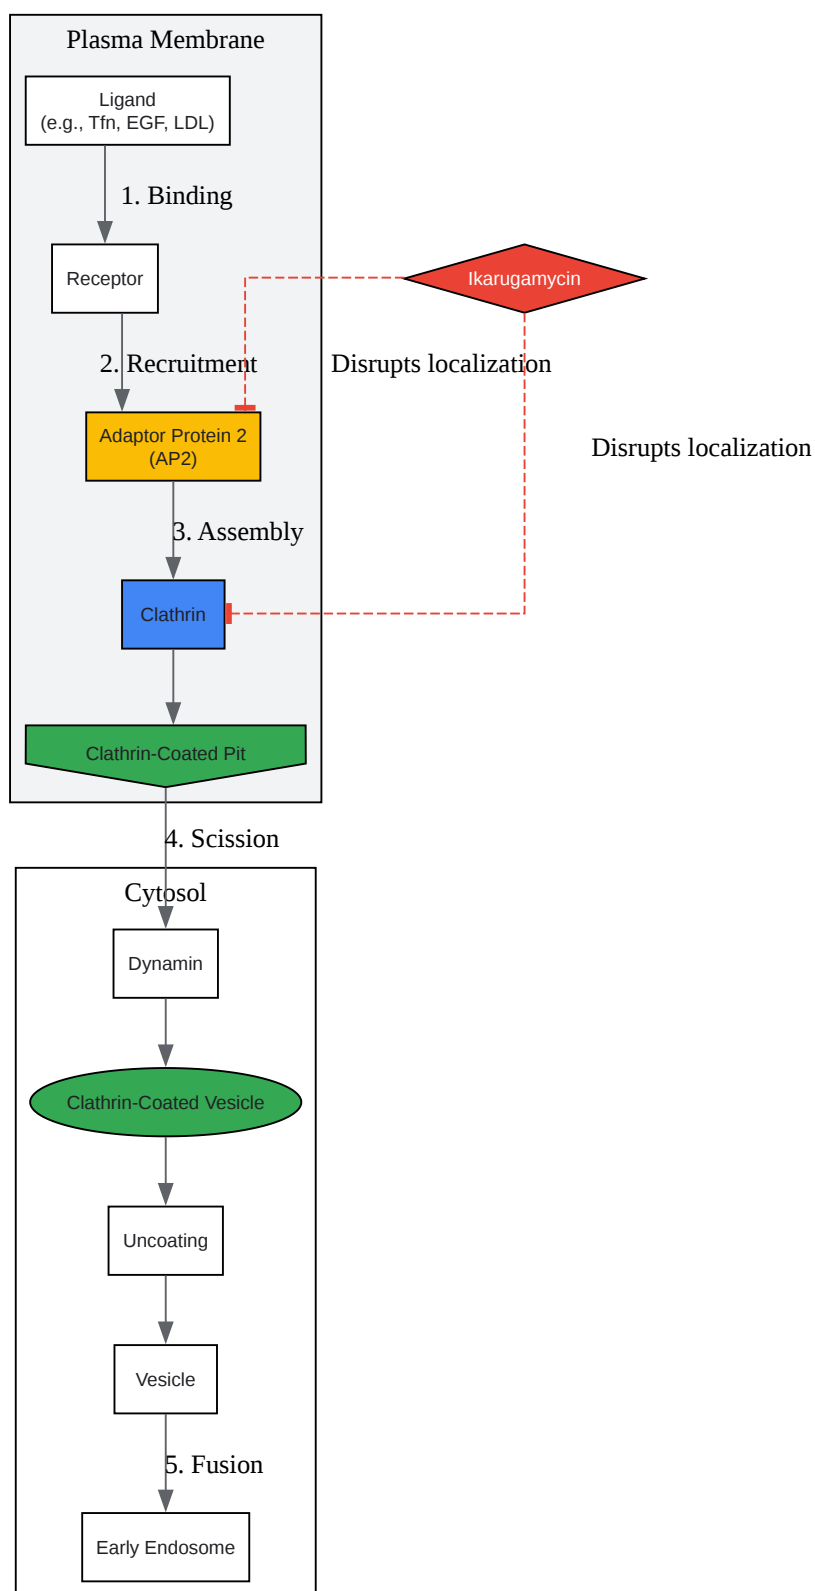 Plasma Membrane
Ligand
(e.g., Tfn, EGF, LDL)
1. Binding
Receptor
Ikarugamycin
2. Recruitment
Disrupts localization
Adaptor Protein 2
(AP2)
Disrupts localization
3. Assembly
Clathrin
Clathrin-Coated Pit
4. Scission
Cytosol
Dynamin
Clathrin-Coated Vesicle
Uncoating
Vesicle
5. Fusion
Early Endosome